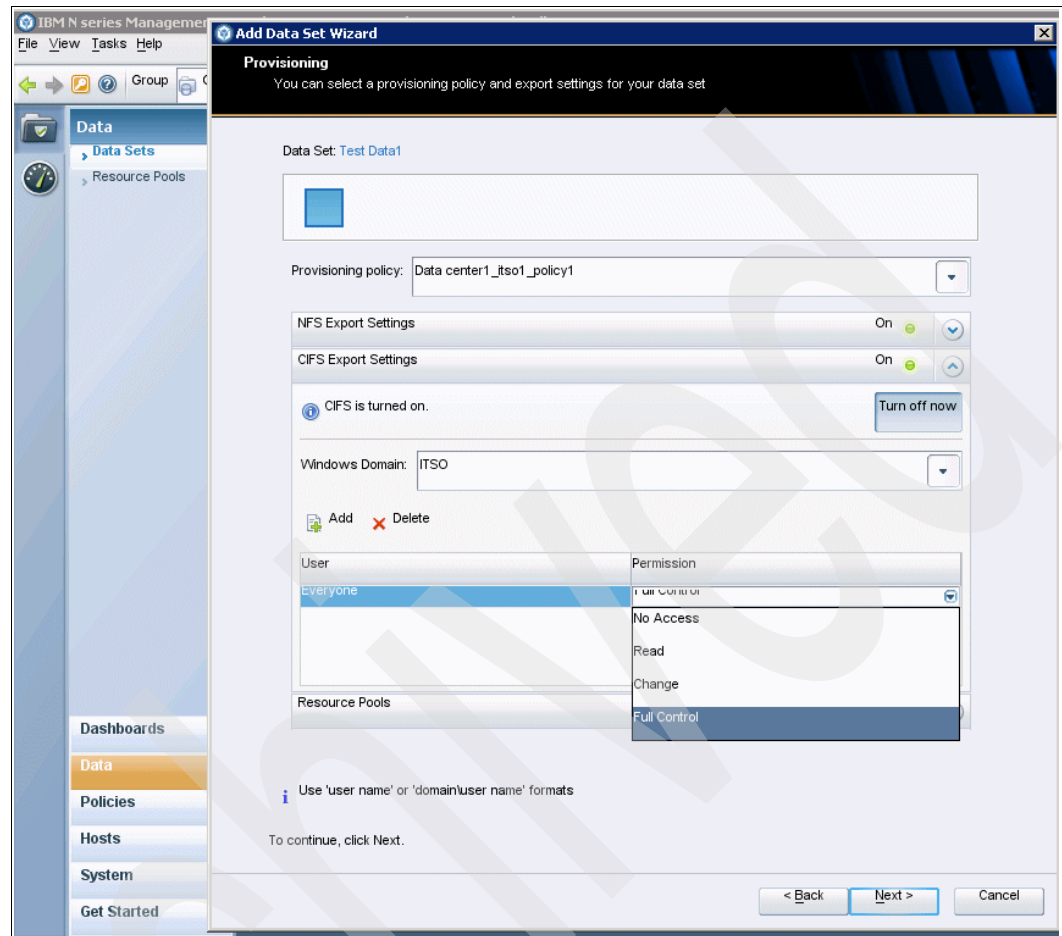 IBM N series Manageme
File View Tasks Help
Group
Data
Data Sets
Resource Pools
Dashboards
Data
Policies
Hosts
System
Get Started
Add Data Set Wizard
Provisioning
You can select a provisioning policy and export settings for your data set
Data Set: Test Data1
Provisioning policy: Data center1_itso1_policy1
NFS Export Settings On
CIFS Export Settings On
CIFS is turned on. Turn off now
Windows Domain: ITSO
Add Delete
User Permission
Everyone Full Control
No Access
Read
Change
Full Control
Resource Pools
Use 'user name' or 'domain\user name' formats
To continue, click Next.
< Back Next > Cancel